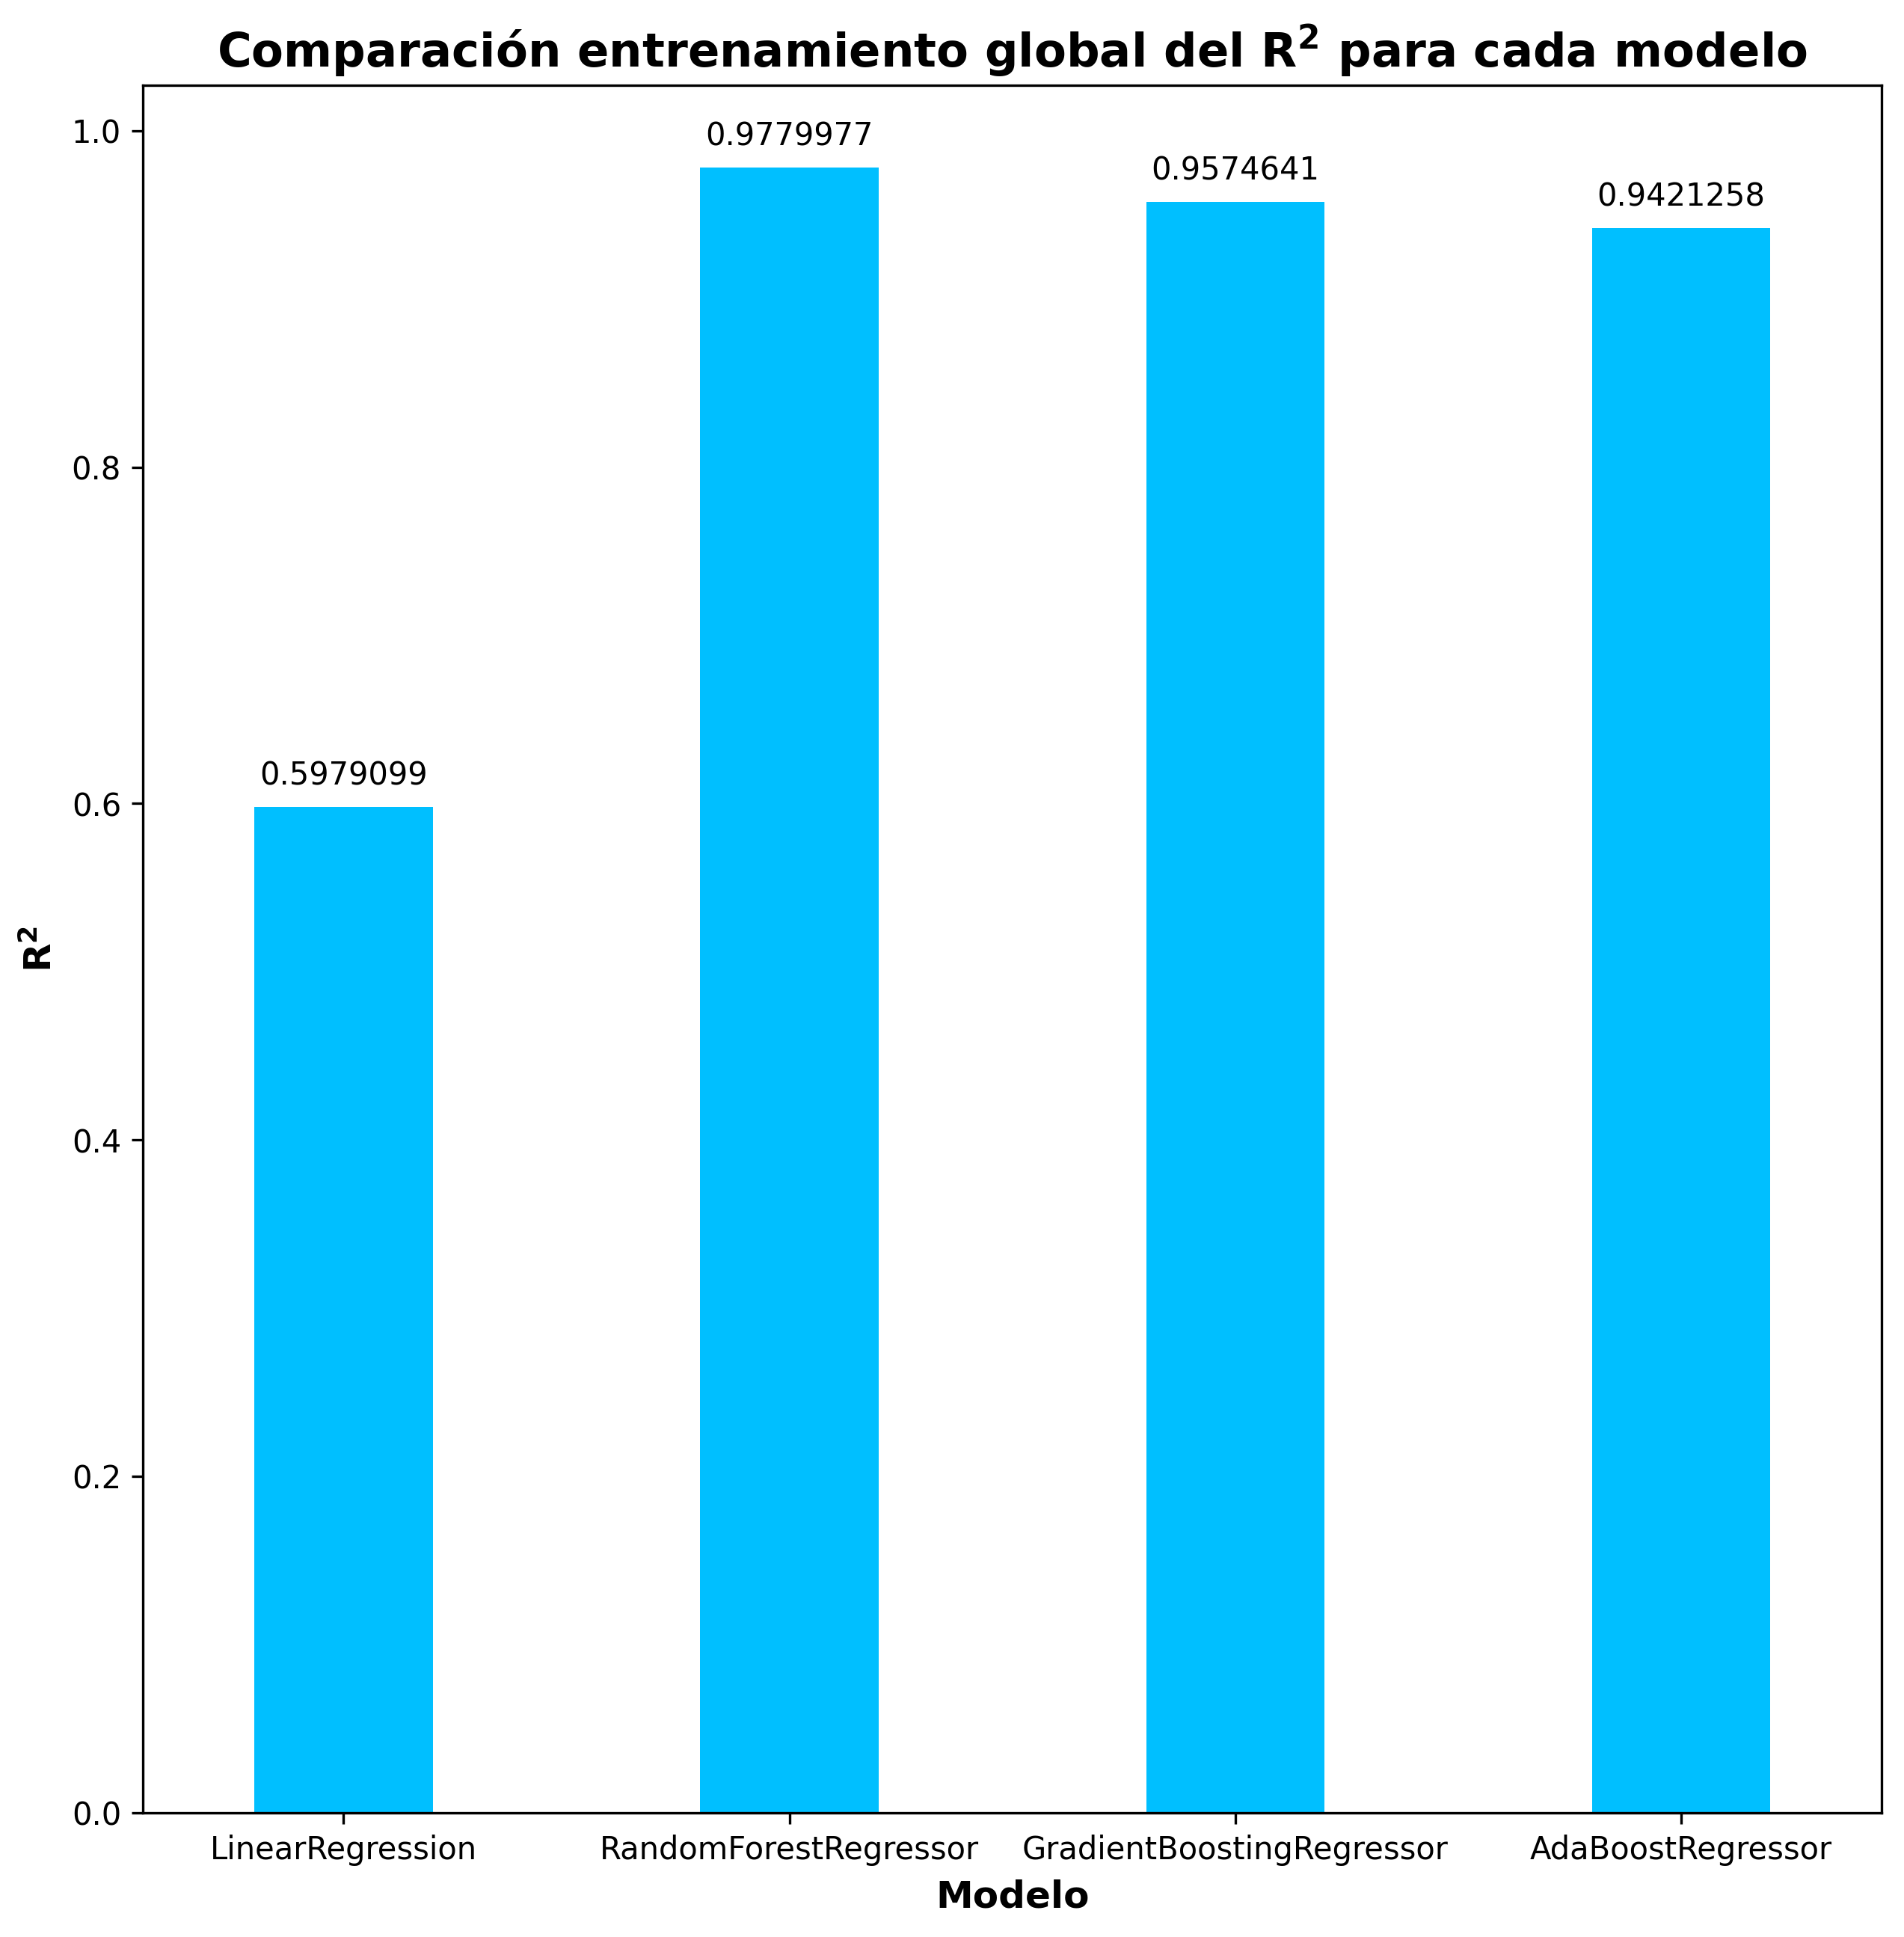 Comparación entrenamiento global del R² para cada modelo
1.0
0.8
0.6
0.4
0.2
0.0
R²
0.5979099
0.9779977
0.9574641
0.9421258
LinearRegression
RandomForestRegressor
GradientBoostingRegressor
AdaBoostRegressor
Modelo